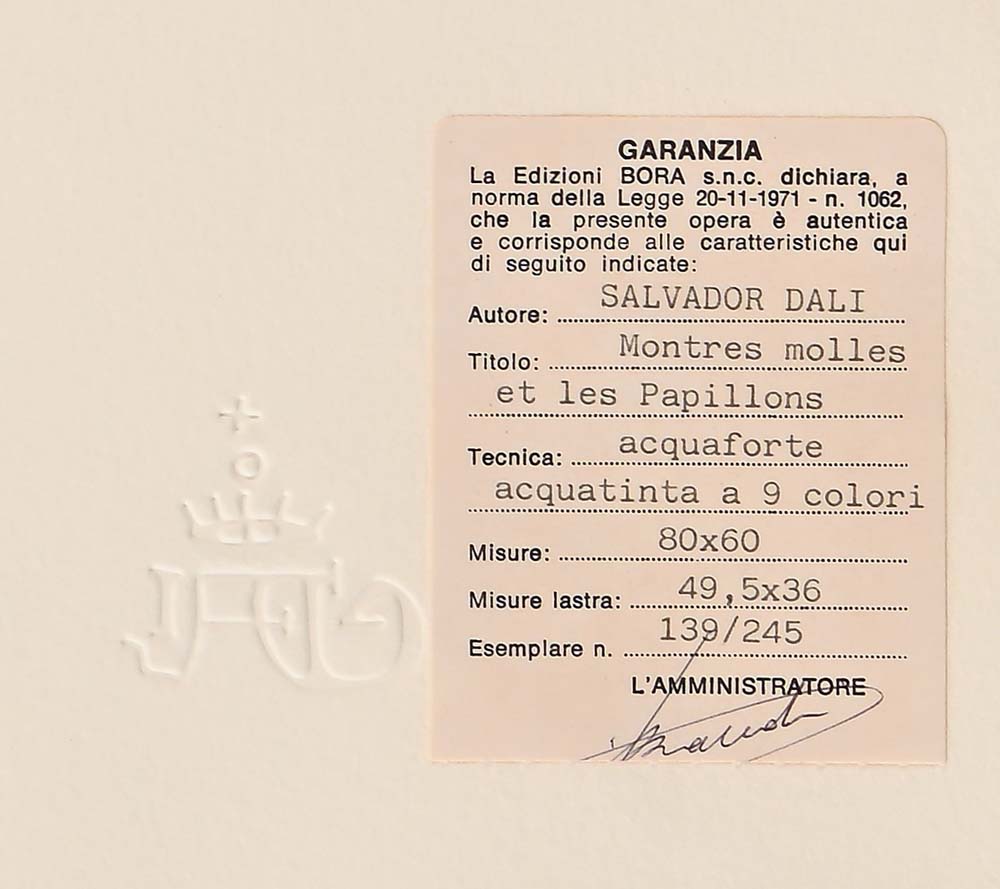 GARANZIA
La Edizioni BORA s.n.c. dichiara, a
norma della Legge 20-11-1971 - n. 1062,
che la presente opera è autentica
e corrisponde alle caratteristiche qui
di seguito indicate:
Autore: SALVADOR DALI
Titolo: Montres molles
et les Papillons
Tecnica: acquaforte
acquatinta a 9 colori
Misure: 80x60
Misure lastra: 49,5x36
Esemplare n. 139/245
L'AMMINISTRATORE